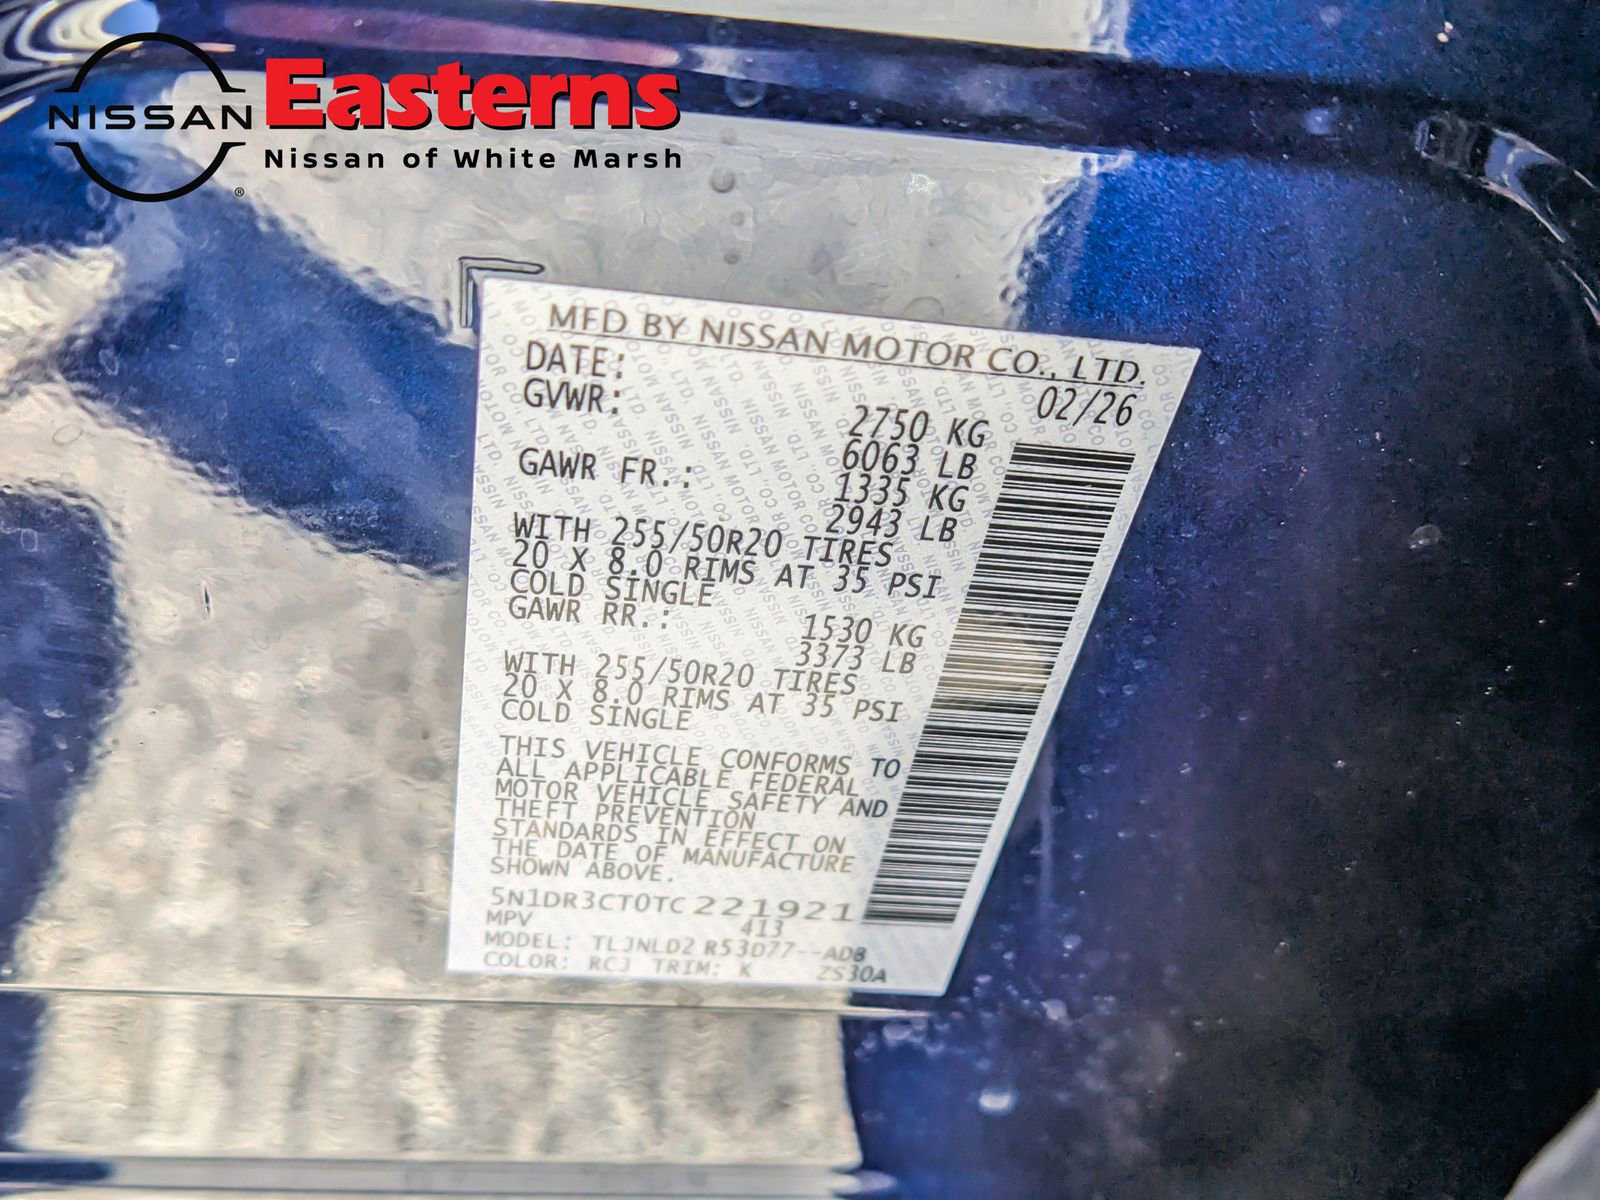 NISSAN
®
Easterns
Nissan of White Marsh
MFD BY NISSAN MOTOR CO., LTD.
DATE: 02/26
GVWR: 2750 KG
6063 LB
GAWR FR.: 1335 KG
2943 LB
WITH 255/50R20 TIRES
20 X 8.0 RIMS AT 35 PSI
COLD SINGLE
GAWR RR.: 1530 KG
3373 LB
WITH 255/50R20 TIRES
20 X 8.0 RIMS AT 35 PSI
COLD SINGLE
THIS VEHICLE CONFORMS TO
ALL APPLICABLE FEDERAL
MOTOR VEHICLE SAFETY AND
THEFT PREVENTION
STANDARDS IN EFFECT ON
THE DATE OF MANUFACTURE
SHOWN ABOVE.
5N1DR3CT0TC221921
MPV 413
MODEL: TLJNLD2 R53D77--ADB
COLOR: RCJ TRIM: K ZS30A